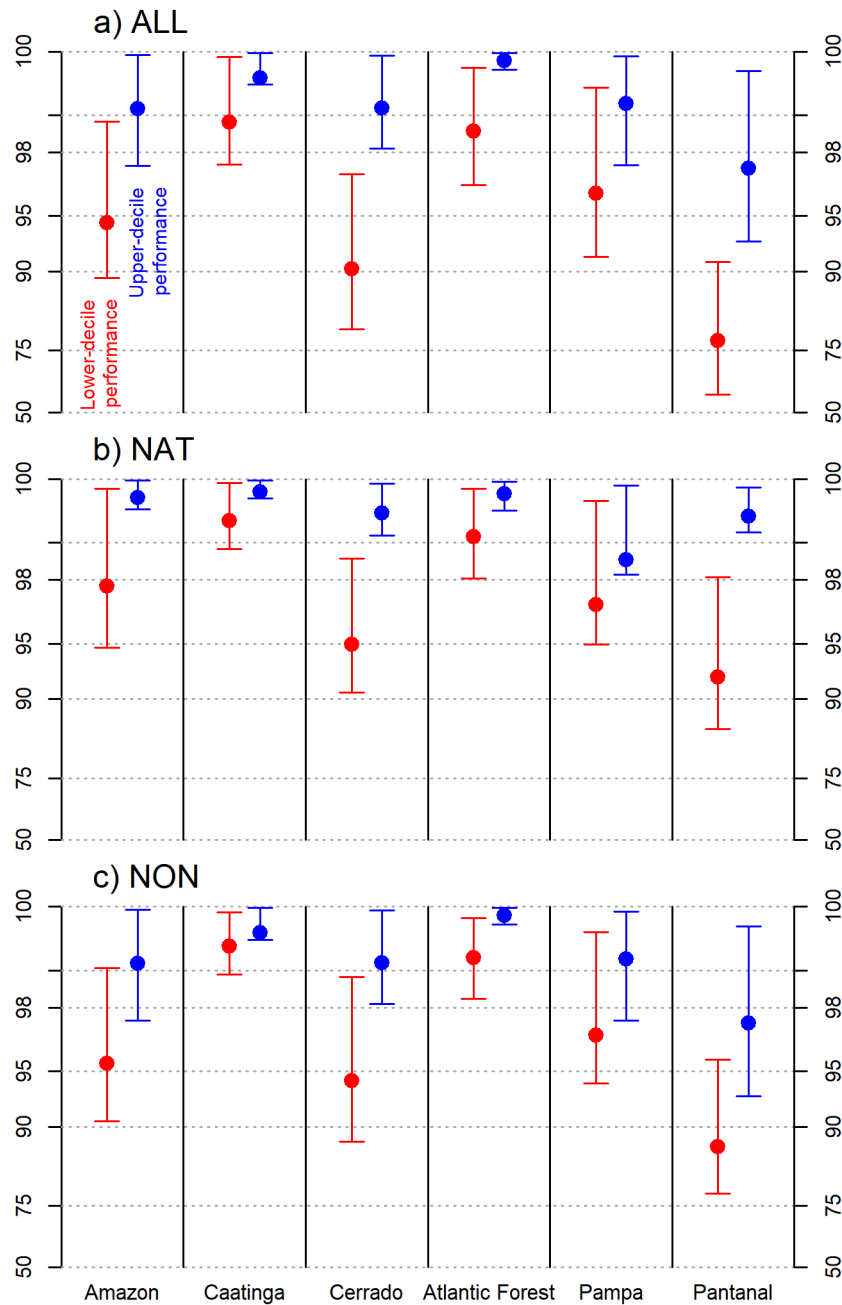 a) ALL
100 100
98 98
95 95
90 90
75 75
50 50
Lower-decile
performance
Upper-decile
performance
b) NAT
100 100
98 98
95 95
90 90
75 75
50 50
c) NON
100 100
98 98
95 95
90 90
75 75
50 50
Amazon Caatinga Cerrado Atlantic Forest Pampa Pantanal